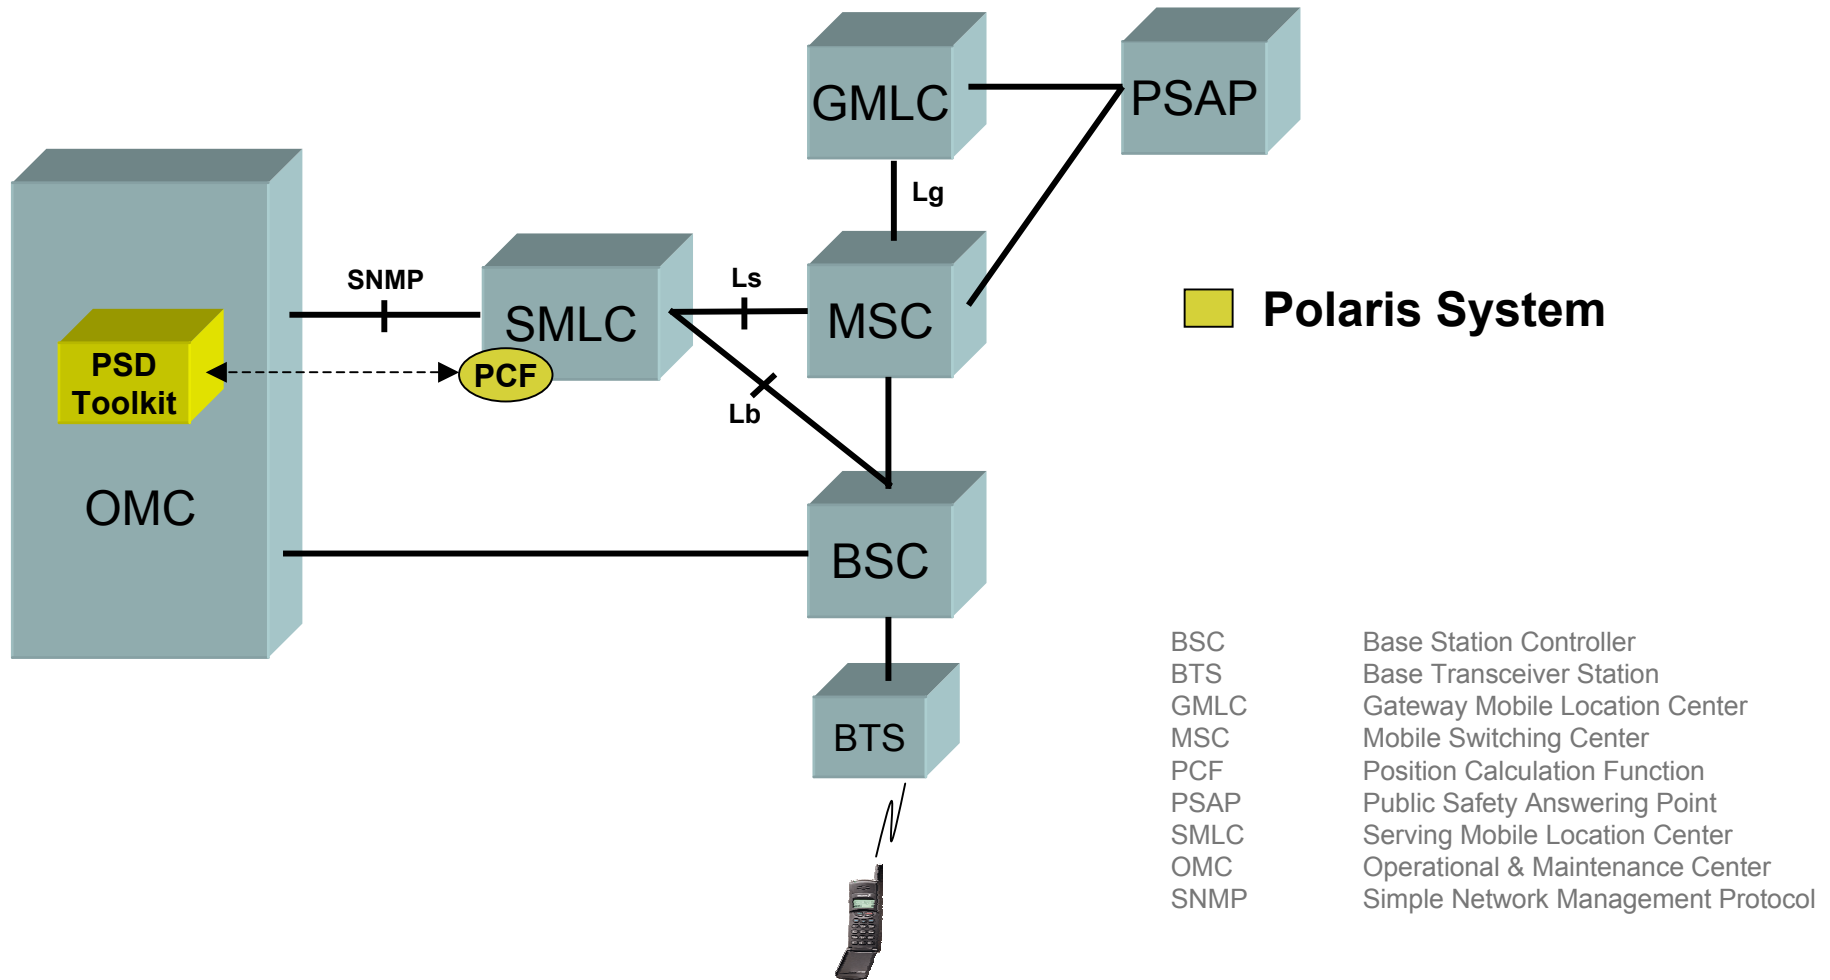 GMLC
PSAP
Lg
SNMP
SMLC
Ls
MSC
Polaris System
PSD
Toolkit
PCF
Lb
OMC
BSC
BTS
BSC Base Station Controller
BTS Base Transceiver Station
GMLC Gateway Mobile Location Center
MSC Mobile Switching Center
PCF Position Calculation Function
PSAP Public Safety Answering Point
SMLC Serving Mobile Location Center
OMC Operational & Maintenance Center
SNMP Simple Network Management Protocol